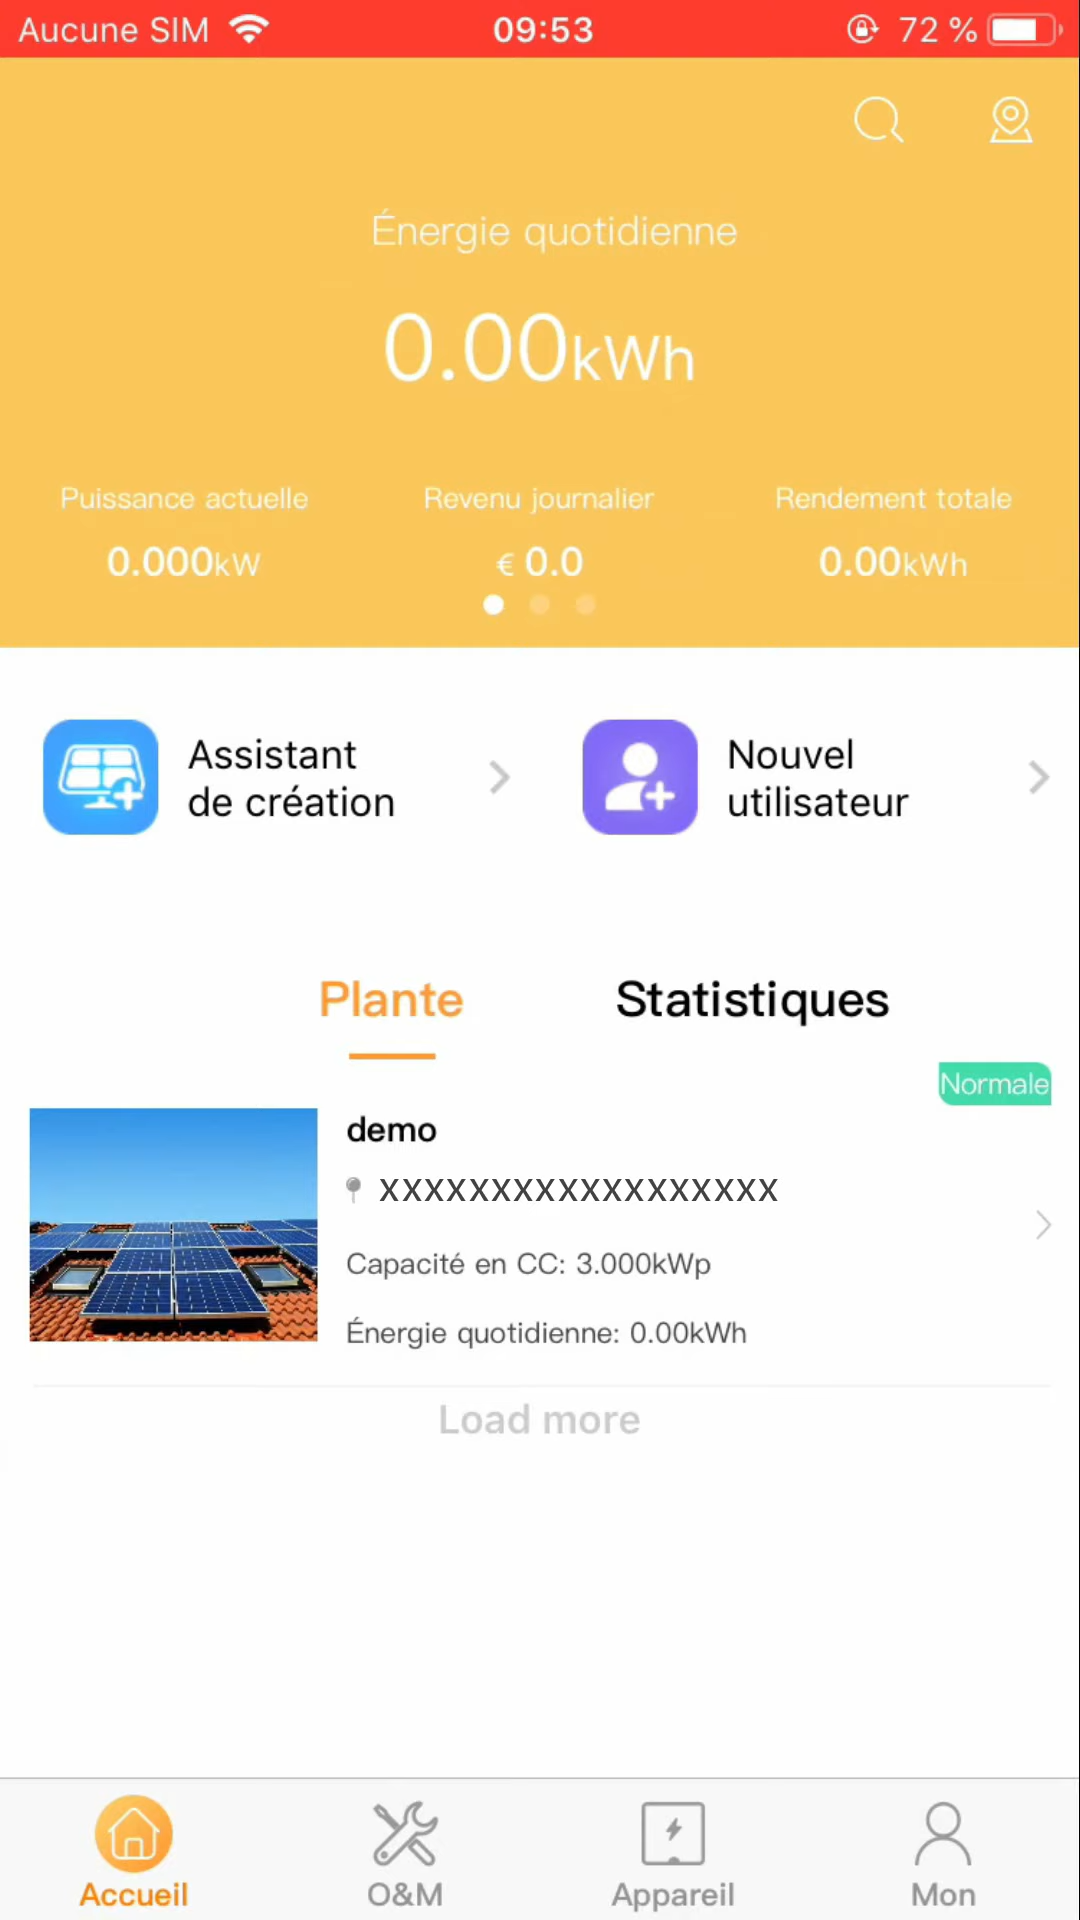 Aucune SIM 09:53 72 %
Énergie quotidienne
0.00kWh
Puissance actuelle Revenu journalier Rendement totale
0.000kW € 0.0 0.00kWh
Assistant
de création
Nouvel
utilisateur
Plante Statistiques
Normale
demo
XXXXXXXXXXXXXXXXXX
Capacité en CC: 3.000kWp
Énergie quotidienne: 0.00kWh
Load more
Accueil O&M Appareil Mon